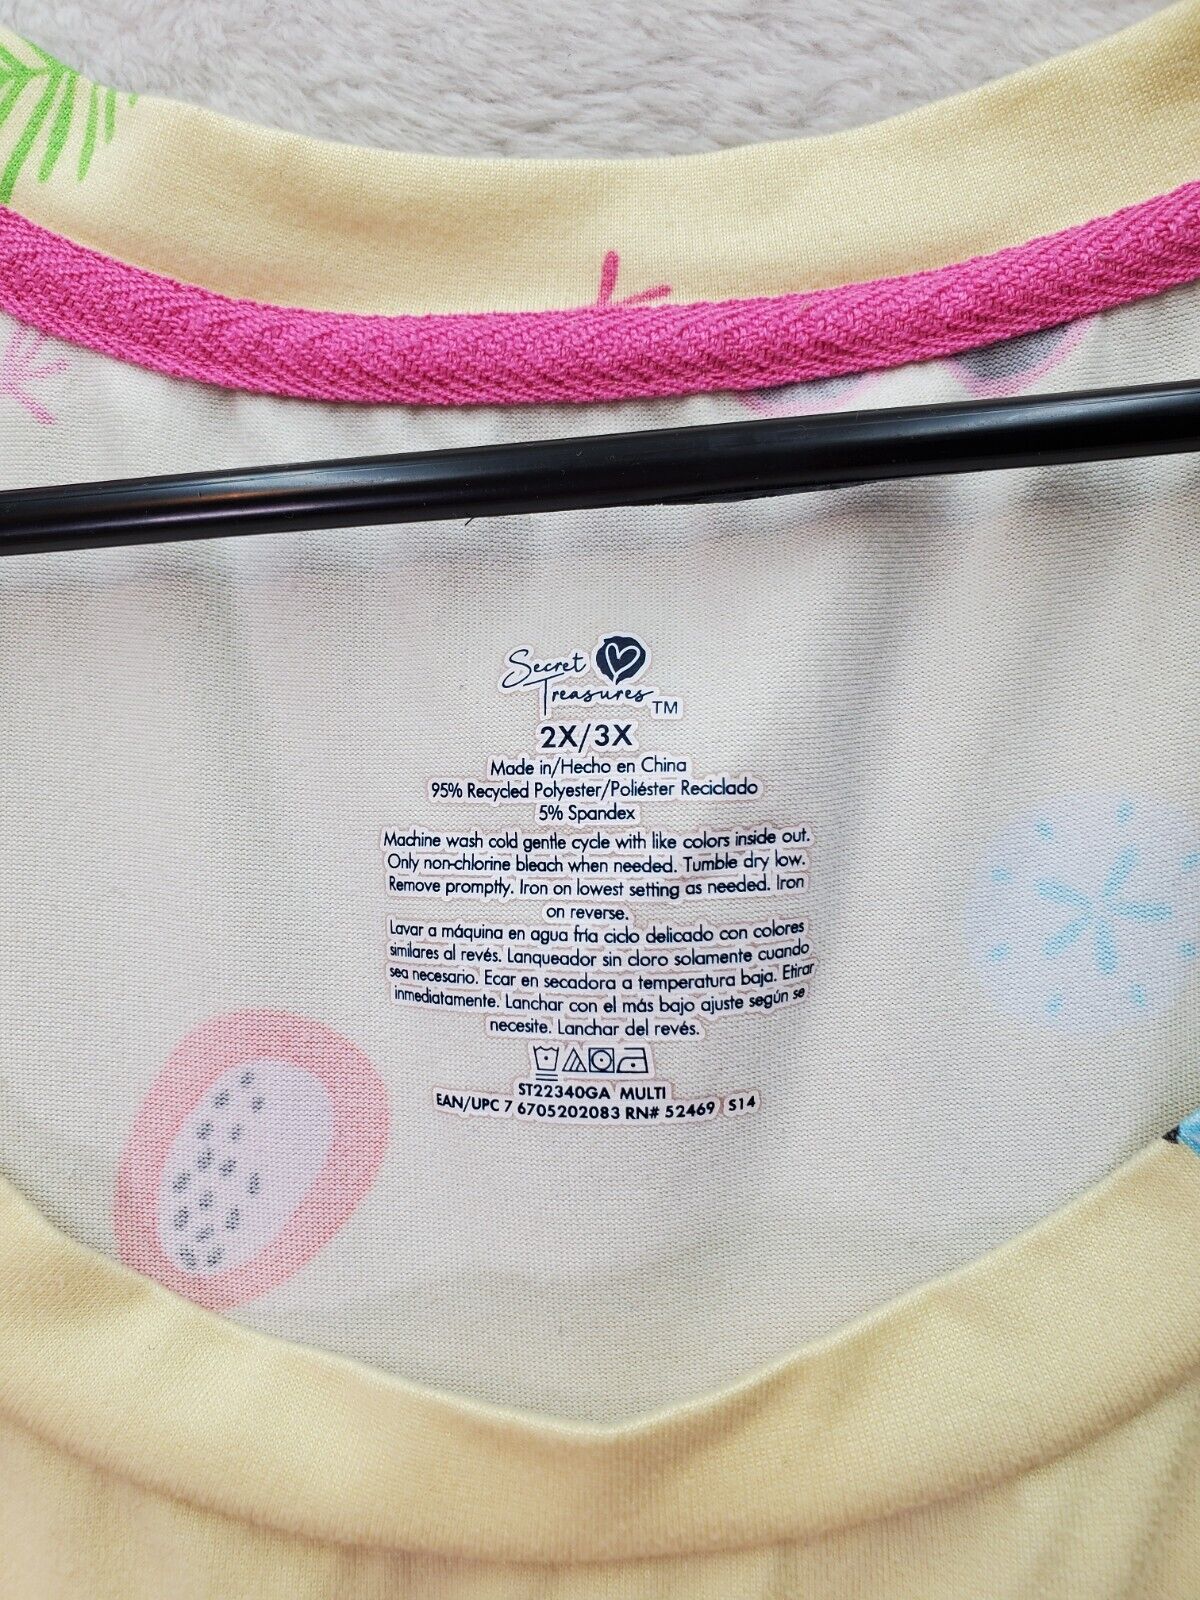 Secret
Treasures TM
2X/3X
Made in/Hecho en China
95% Recycled Polyester/Poliéster Reciclado
5% Spandex
Machine wash cold gentle cycle with like colors inside out.
Only non-chlorine bleach when needed. Tumble dry low.
Remove promptly. Iron on lowest setting as needed. Iron
on reverse.
Lavar a máquina en agua fría ciclo delicado con colores
similares al revés. Lanqueador sin cloro solamente cuando
sea necesario. Ecar en secadora a temperatura baja. Etirar
inmediatamente. Lanchar con el más bajo ajuste según se
necesite. Lanchar del revés.
ST22340GA MULTI
EAN/UPC 7 6705202083 RN# 52469 S14